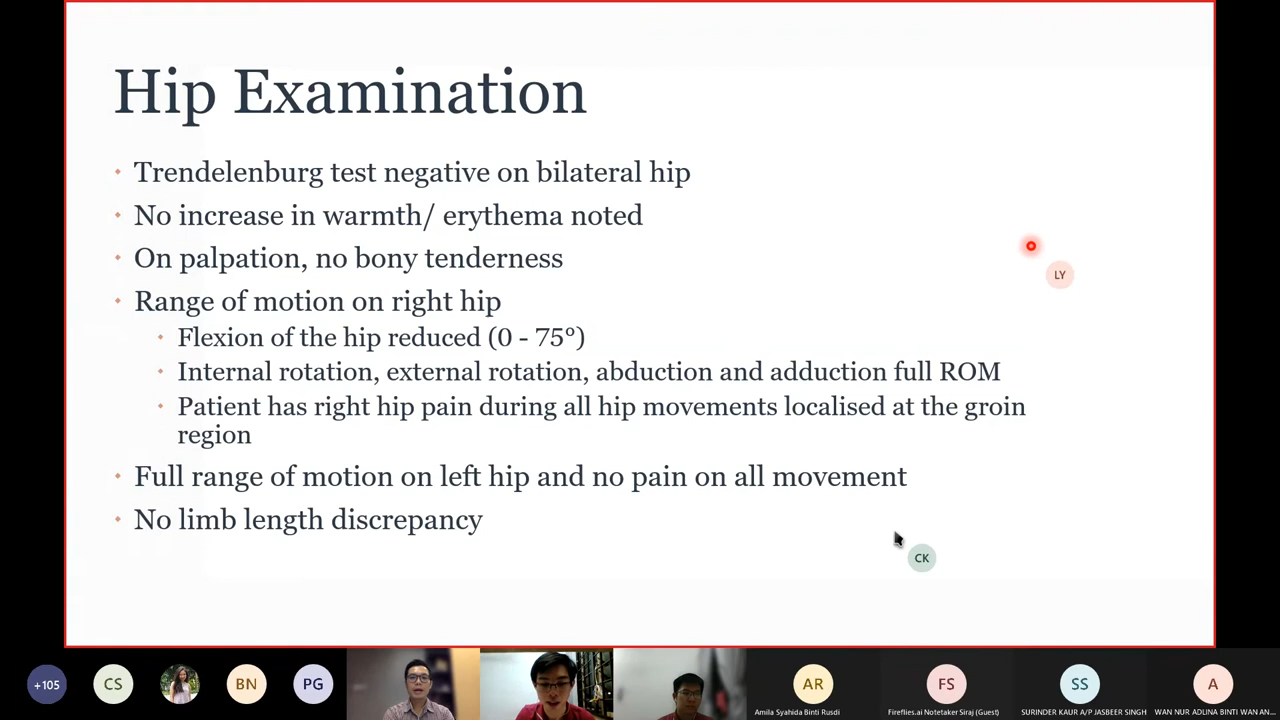 Hip Examination
Trendelenburg test negative on bilateral hip
No increase in warmth/ erythema noted
On palpation, no bony tenderness
Range of motion on right hip
Flexion of the hip reduced (0 - 75°)
Internal rotation, external rotation, abduction and adduction full ROM
Patient has right hip pain during all hip movements localised at the groin
region
Full range of motion on left hip and no pain on all movement
No limb length discrepancy
LY
CK
+105
CS
BN
PG
AR
Amila Syahida Binti Rusdi
FS
Fireflies.ai Notetaker Siraj (Guest)
SS
SURINDER KAUR A/P JASBEER SINGH
A
WAN NUR ADLINA BINTI WAN AN...